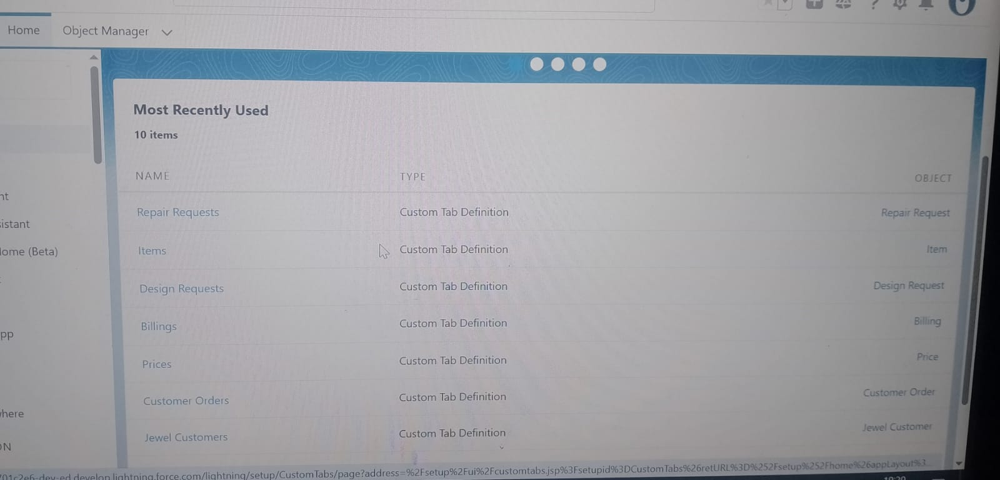 Home Object Manager
Most Recently Used
10 items
NAME TYPE OBJECT
Repair Requests Custom Tab Definition Repair Request
Items Custom Tab Definition Item
Design Requests Custom Tab Definition Design Request
Billings Custom Tab Definition Billing
Prices Custom Tab Definition Price
Customer Orders Custom Tab Definition Customer Order
Jewel Customers Custom Tab Definition Jewel Customer
nt
istant
ome (Beta)
pp
here
ON
01c2e6-dev-ed.develop.lightning.force.com/lightning/setup/CustomTabs/page?address=%2Fsetup%2Fui%2Fcustomtabs.jsp%3Fsetupid%3DCustomTabs%26retURL%3D%252Fsetup%252Fhome%26appLayout%3...